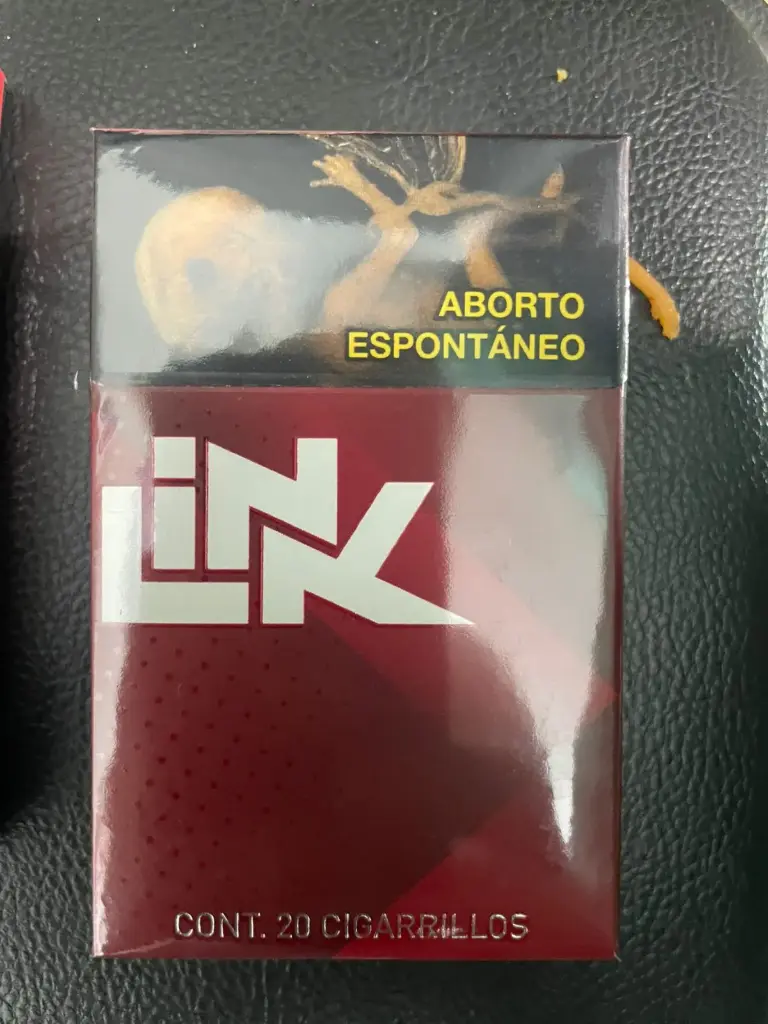 ABORTO
ESPONTÁNEO
LINK
CONT. 20 CIGARRILLOS